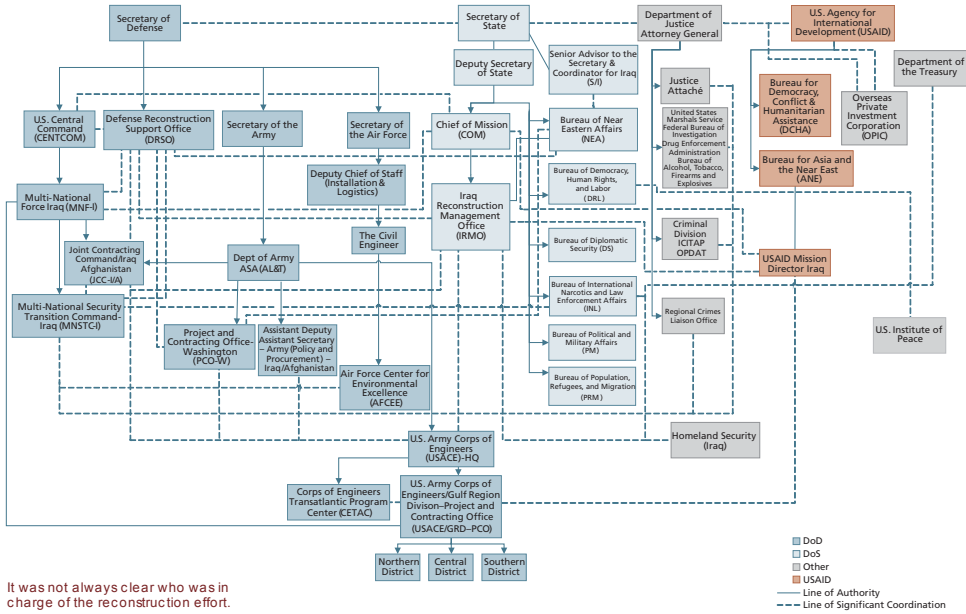 Secretary of
Defense
Secretary of
State
Department of
Justice
Attorney General
U.S. Agency for
International
Development (USAID)
Deputy Secretary
of State
Senior Advisor to the
Secretary &
Coordinator for Iraq
(S/I)
Department of
the Treasury
Justice
Attaché
Bureau for
Democracy,
Conflict &
Humanitarian
Assistance
(DCHA)
Overseas
Private
Investment
Corporation
(OPIC)
U.S. Central
Command
(CENTCOM)
Defense Reconstruction
Support Office
(DRSO)
Secretary of the
Army
Secretary of
the Air Force
Chief of Mission
(COM)
Bureau of Near
Eastern Affairs
(NEA)
United States
Marshals Service
Federal Bureau of
Investigation
Drug Enforcement
Administration
Bureau of
Alcohol, Tobacco,
Firearms and
Explosives
Bureau for Asia and
the Near East
(ANE)
Multi-National
Force Iraq (MNF-I)
Deputy Chief of Staff
(Installation &
Logistics)
Iraq
Reconstruction
Management
Office
(IRMO)
Bureau of Democracy,
Human Rights, and
Labor
(DRL)
Joint Contracting
Command/Iraq
Afghanistan
(JCC-I/A)
Dept of Army
ASA (AL&T)
The Civil
Engineer
Bureau of Diplomatic
Security (DS)
Criminal
Division
ICITAP
OPDAT
USAID Mission
Director Iraq
Multi-National Security
Transition Command-
Iraq (MNSTC-I)
Bureau of International
Narcotics and Law
Enforcement Affairs
(INL)
Regional Crimes
Liaison Office
U.S. Institute of
Peace
Project and
Contracting Office-
Washington
(PCO-W)
Assistant Deputy
Assistant Secretary
– Army (Policy and
Procurement) –
Iraq/Afghanistan
Bureau of Political and
Military Affairs
(PM)
Air Force Center for
Environmental
Excellence
(AFCEE)
Bureau of Population,
Refugees, and Migration
(PRM)
U.S. Army Corps of
Engineers
(USACE)-HQ
Homeland Security
(Iraq)
Corps of Engineers
Transatlantic Program
Center (CETAC)
U.S. Army Corps of
Engineers/Gulf Region
Divison–Project and
Contracting Office
(USACE/GRD–PCO)
Northern
District
Central
District
Southern
District
DoD
DoS
Other
USAID
Line of Authority
Line of Significant Coordination
It was not always clear who was in
charge of the reconstruction effort.